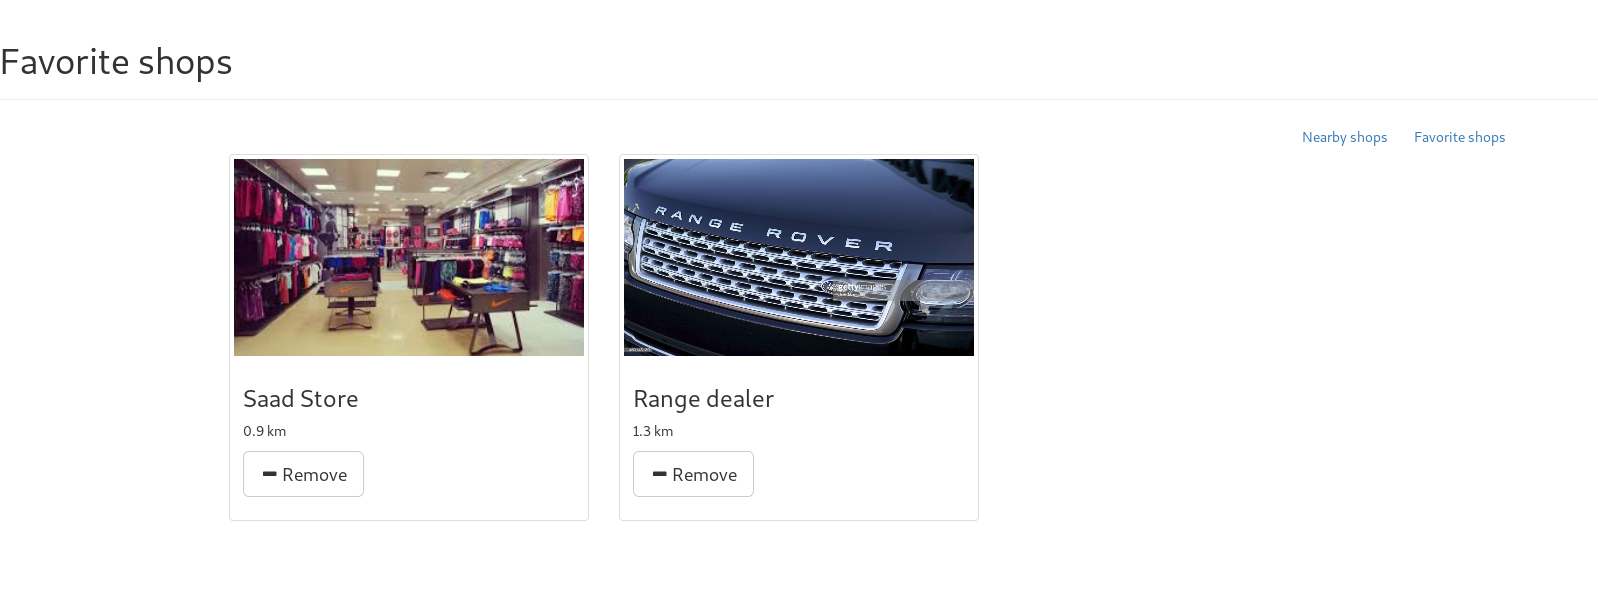 Favorite shops
Nearby shops Favorite shops
RANGE ROVER
gettyimages
Saad Store
0.9 km
Remove
Range dealer
1.3 km
Remove